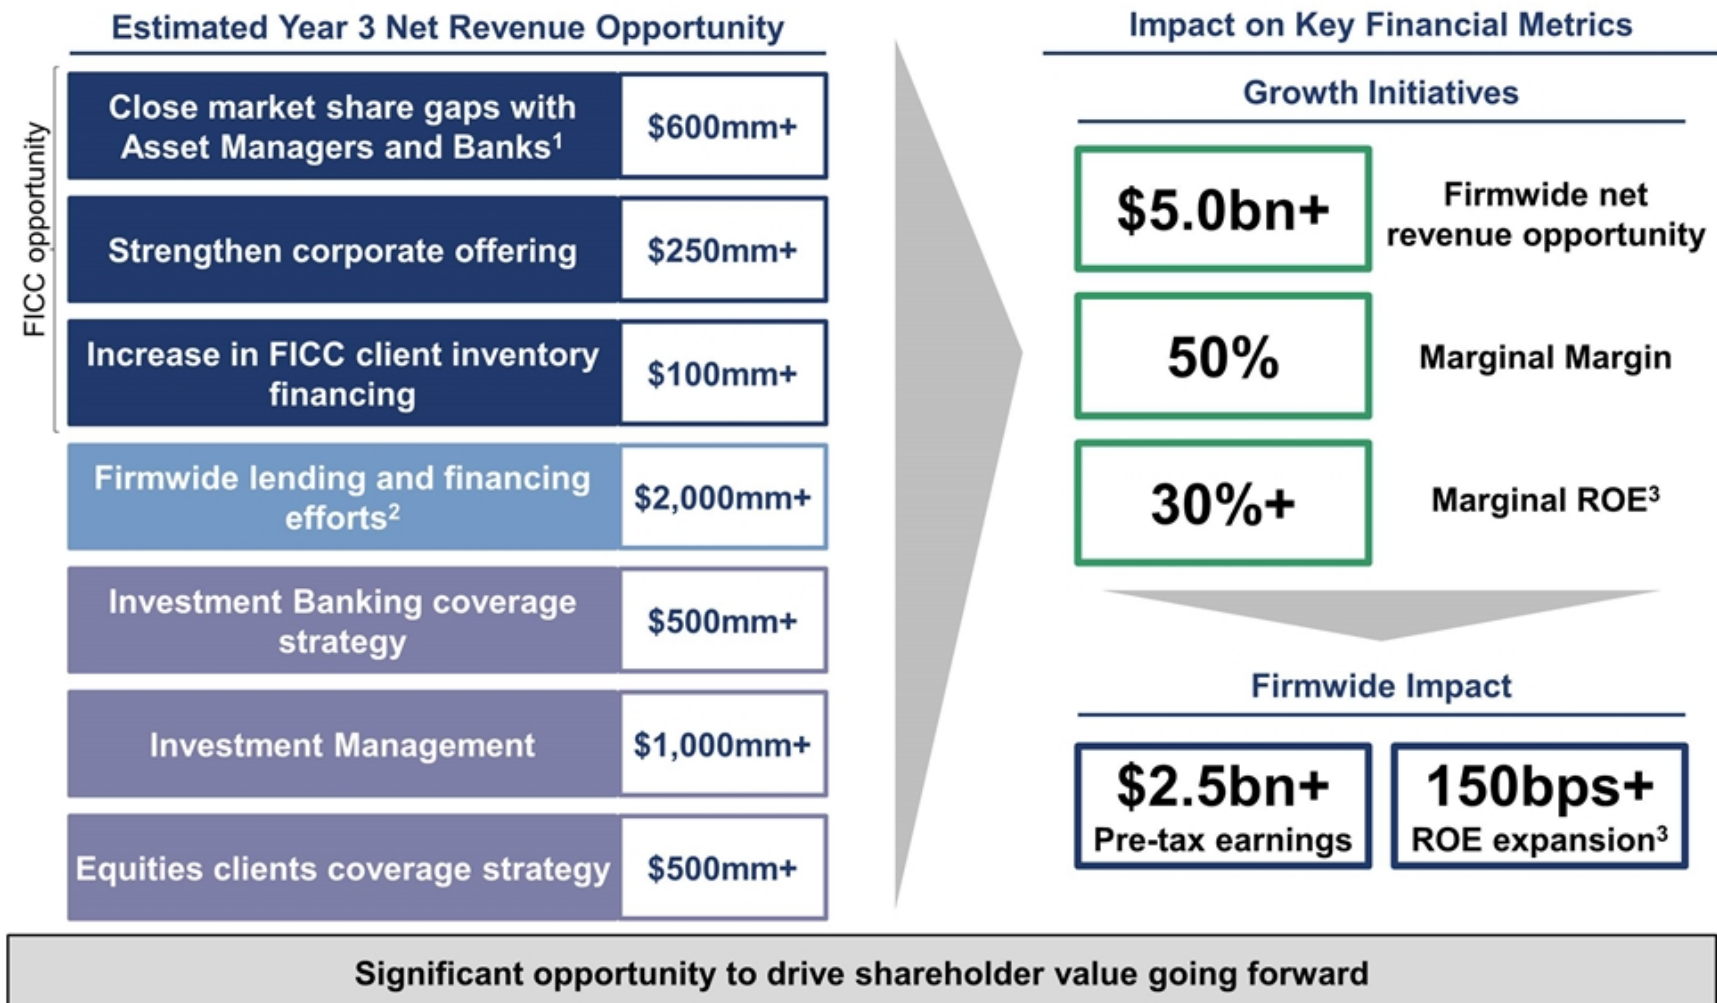 Estimated Year 3 Net Revenue Opportunity
FICC opportunity
Close market share gaps with
Asset Managers and Banks¹
$600mm+
Strengthen corporate offering
$250mm+
Increase in FICC client inventory
financing
$100mm+
Firmwide lending and financing
efforts²
$2,000mm+
Investment Banking coverage
strategy
$500mm+
Investment Management
$1,000mm+
Equities clients coverage strategy
$500mm+
Impact on Key Financial Metrics
Growth Initiatives
$5.0bn+
Firmwide net
revenue opportunity
50%
Marginal Margin
30%+
Marginal ROE³
Firmwide Impact
$2.5bn+
Pre-tax earnings
150bps+
ROE expansion³
Significant opportunity to drive shareholder value going forward